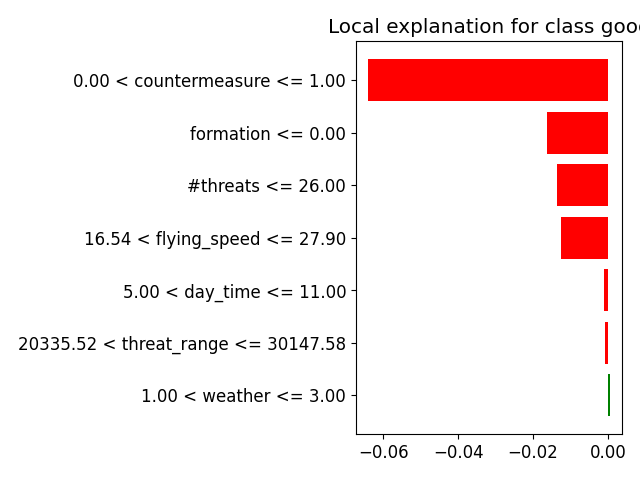 Local explanation for class good
0.00 < countermeasure <= 1.00
formation <= 0.00
#threats <= 26.00
16.54 < flying_speed <= 27.90
5.00 < day_time <= 11.00
20335.52 < threat_range <= 30147.58
1.00 < weather <= 3.00
−0.06 −0.04 −0.02 0.00